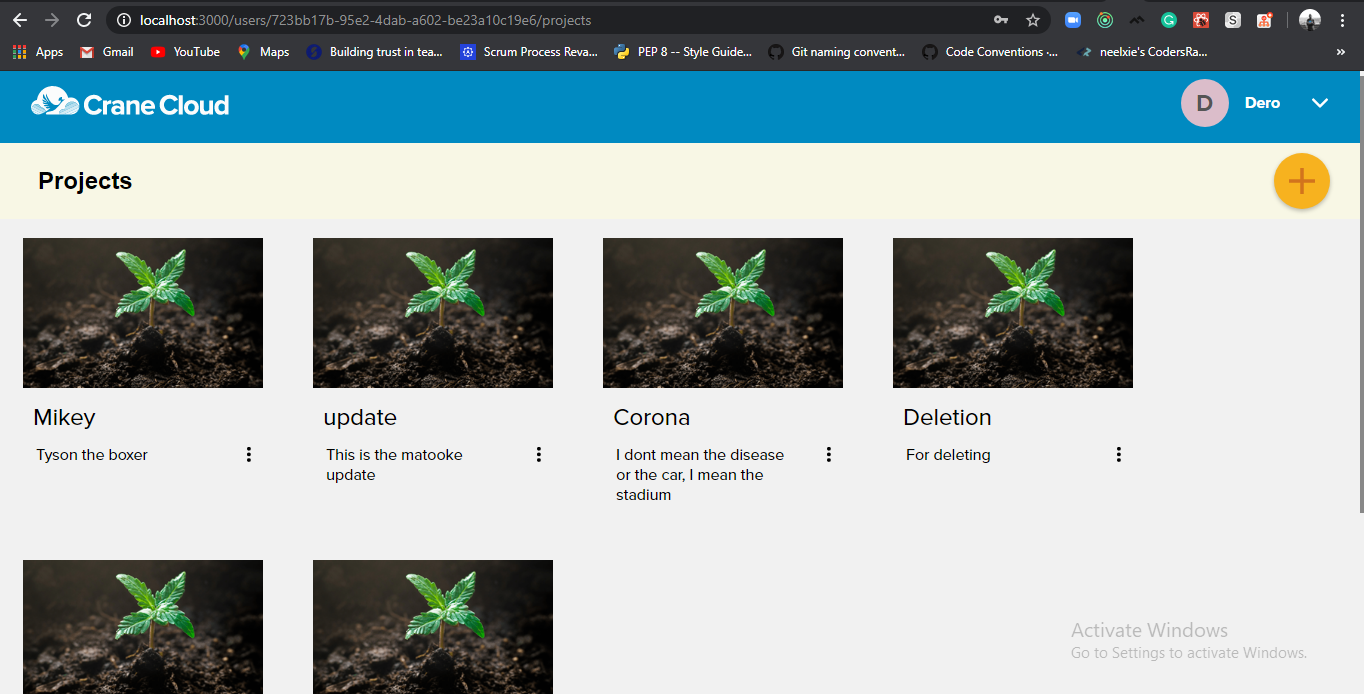 localhost:3000/users/723bb17b-95e2-4dab-a602-be23a10c19e6/projects
S
Apps Gmail YouTube Maps Building trust in tea... Scrum Process Reva... PEP 8 -- Style Guide... Git naming convent... Code Conventions ·... neelxie's CodersRa... »
Crane Cloud
D Dero
Projects
Mikey
Tyson the boxer
update
This is the matooke
update
Corona
I dont mean the disease
or the car, I mean the
stadium
Deletion
For deleting
Activate Windows
Go to Settings to activate Windows.